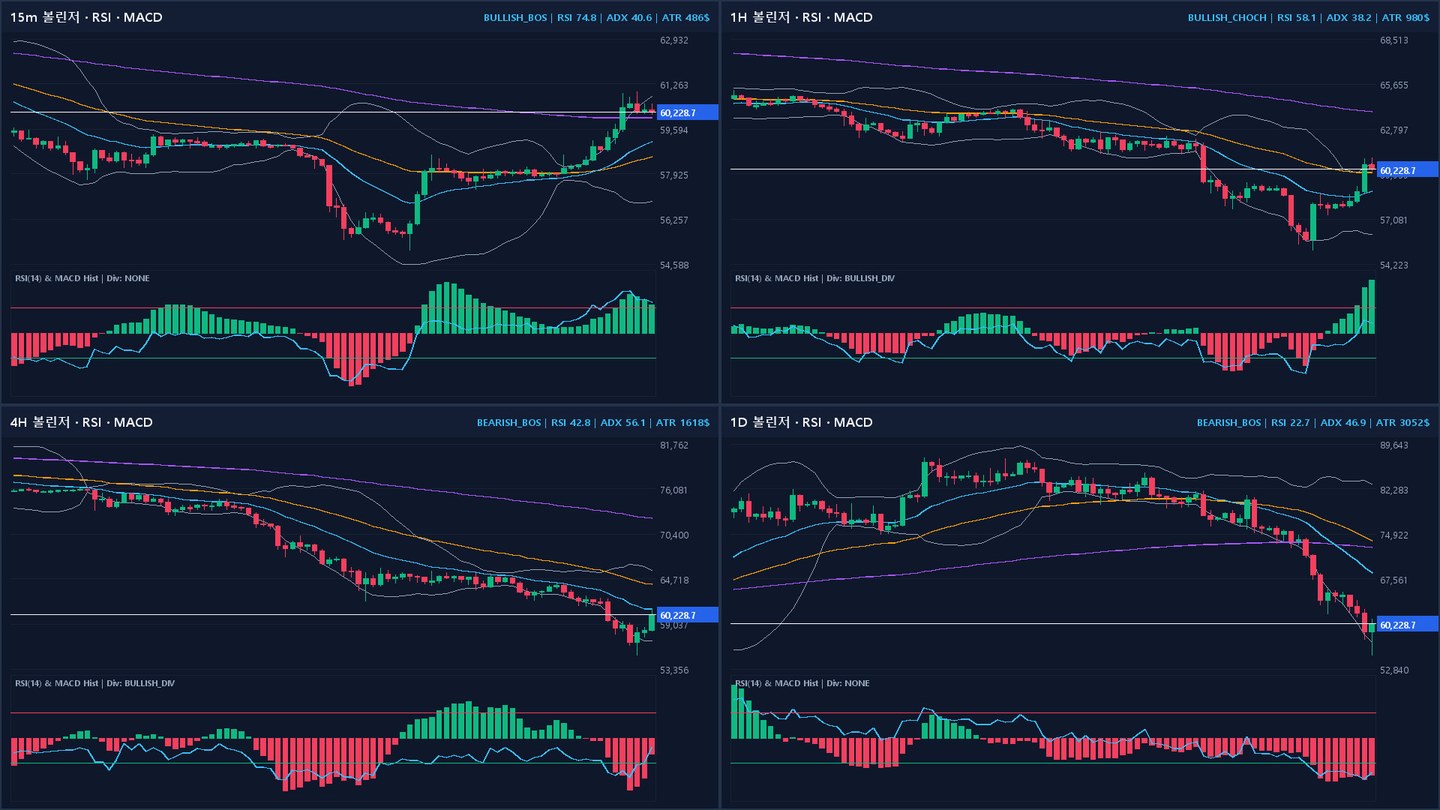 15m 볼린저 · RSI · MACD
BULLISH_BOS | RSI 74.8 | ADX 40.6 | ATR 486$
62,932
61,263
60,228.7
59,594
57,925
56,257
54,588
RSI(14) & MACD Hist | Div: NONE
1H 볼린저 · RSI · MACD
BULLISH_CHOCH | RSI 58.1 | ADX 38.2 | ATR 980$
68,513
65,655
62,797
60,228.7
57,081
54,223
RSI(14) & MACD Hist | Div: BULLISH_DIV
4H 볼린저 · RSI · MACD
BEARISH_BOS | RSI 42.8 | ADX 56.1 | ATR 1618$
81,762
76,081
70,400
64,718
60,228.7
59,037
53,356
RSI(14) & MACD Hist | Div: BULLISH_DIV
1D 볼린저 · RSI · MACD
BEARISH_BOS | RSI 22.7 | ADX 46.9 | ATR 3052$
89,643
82,283
74,922
67,561
60,228.7
52,840
RSI(14) & MACD Hist | Div: NONE